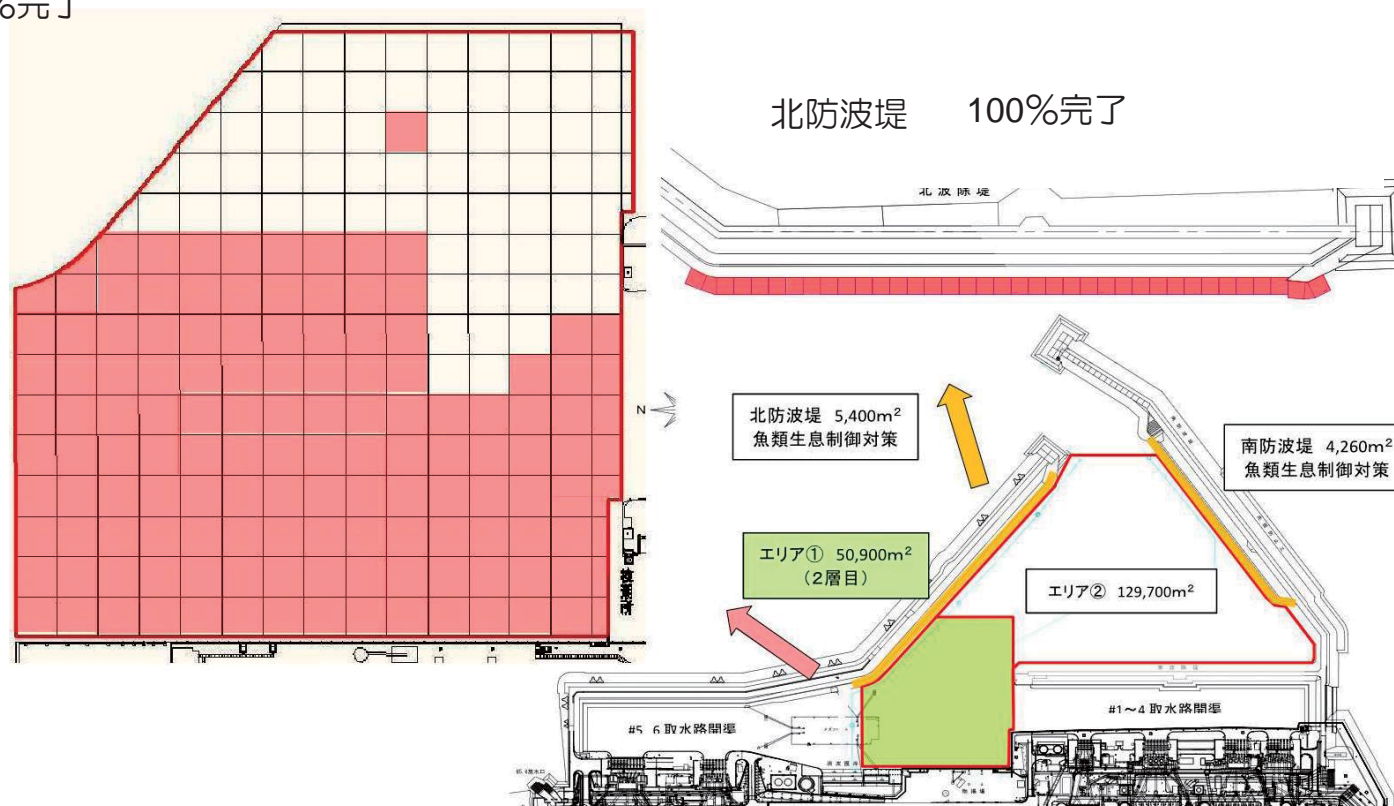 %完了
北防波堤 100%完了
北波除堤
N
北防波堤 5,400m²
魚類生息制御対策
南防波堤 4,260m²
魚類生息制御対策
エリア① 50,900m²
(2層目)
エリア② 129,700m²
#5、6 取水路開渠
#1~4 取水路開渠
物揚場